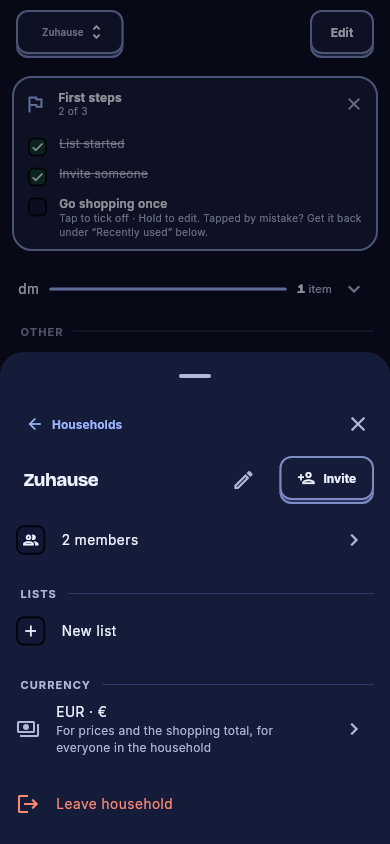 Zuhause
Edit
First steps
2 of 3
List started
Invite someone
Go shopping once
Tap to tick off · Hold to edit. Tapped by mistake? Get it back
under “Recently used” below.
dm
1 item
OTHER
Households
Zuhause
Invite
2 members
LISTS
New list
CURRENCY
EUR · €
For prices and the shopping total, for
everyone in the household
Leave household